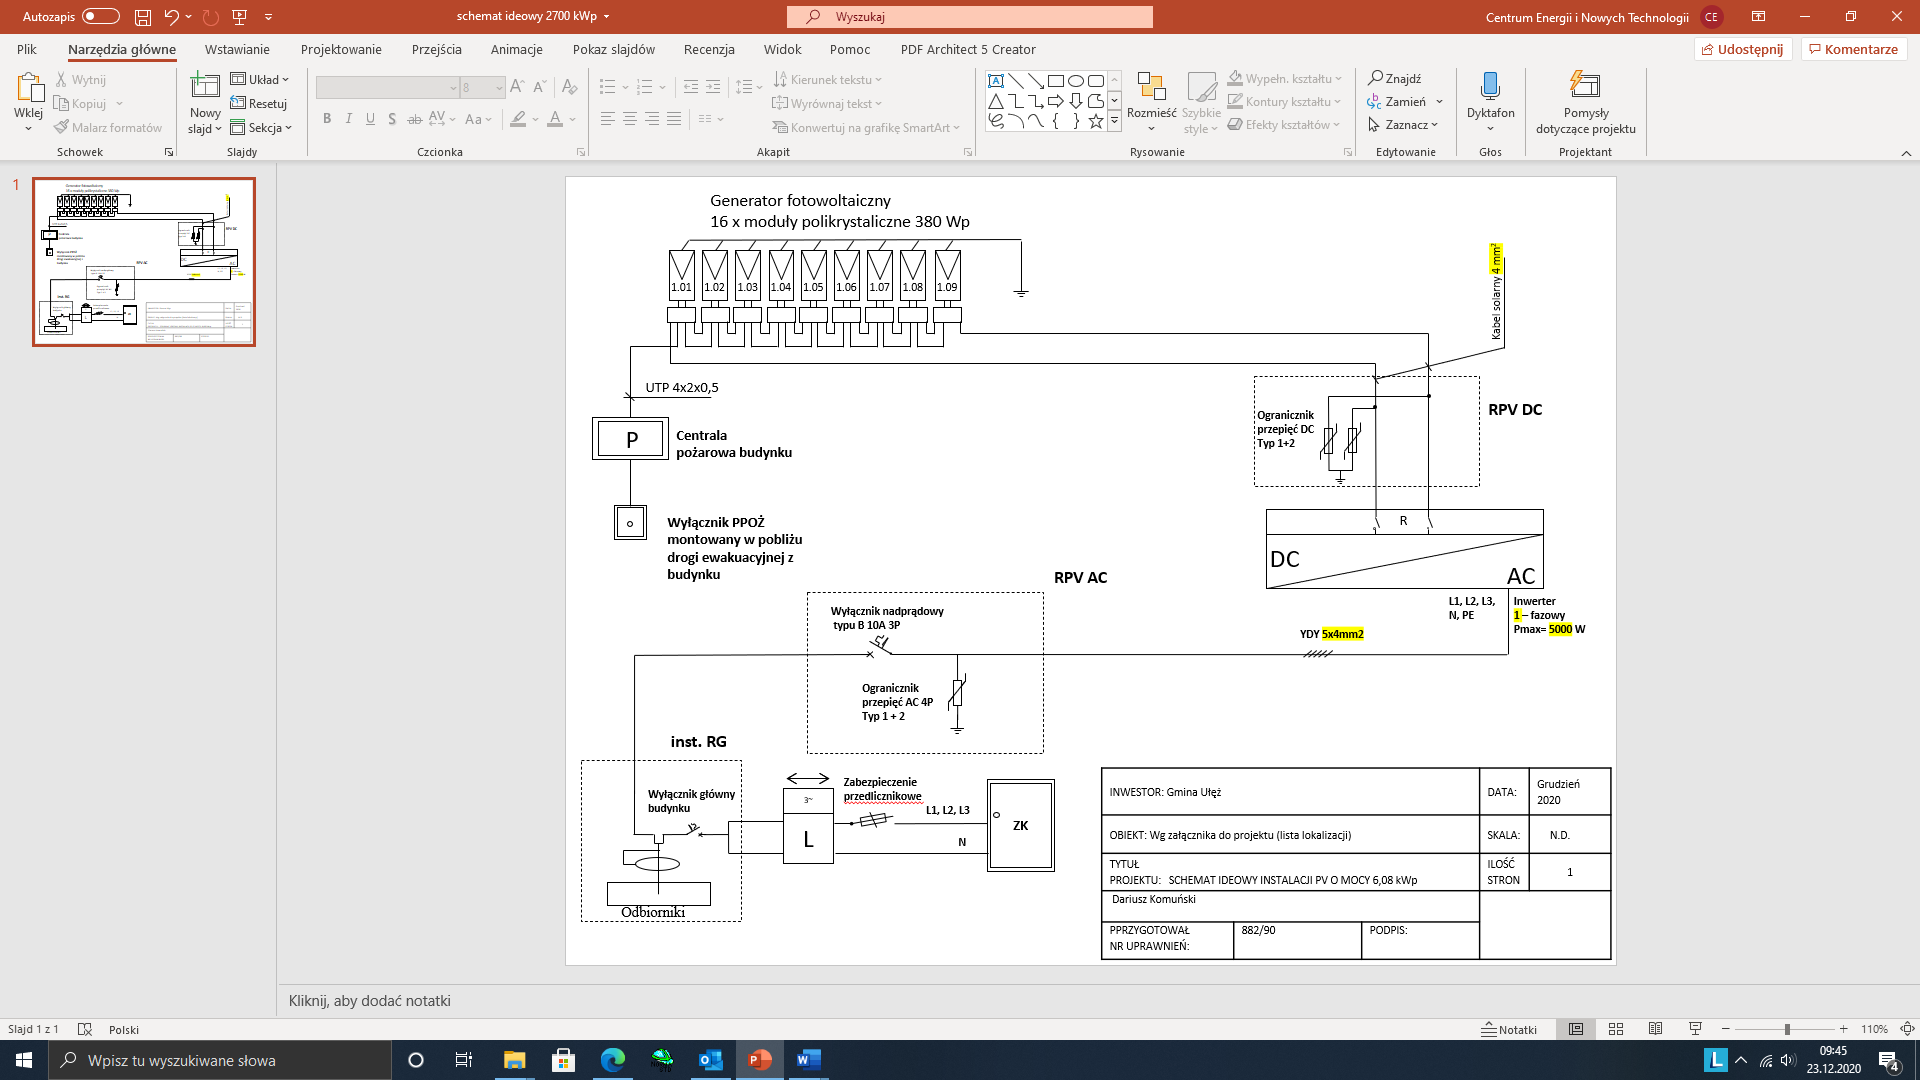 Autozapis
schemat ideowy 2700 kWp
Wyszukaj
Centrum Energii i Nowych Technologii
CE
Plik
Narzędzia główne
Wstawianie
Projektowanie
Przejścia
Animacje
Pokaz slajdów
Recenzja
Widok
Pomoc
PDF Architect 5 Creator
Udostępnij
Komentarze
Wklej
Wytnij
Kopiuj
Malarz formatów
Schowek
Nowy
slajd
Układ
Resetuj
Sekcja
Slajdy
8
Czcionka
Kierunek tekstu
Wyrównaj tekst
Konwertuj na grafikę SmartArt
Akapit
Rozmieść
Szybkie
style
Wypełn. kształtu
Kontury kształtu
Efekty kształtów
Rysowanie
Znajdź
Zamień
Zaznacz
Edytowanie
Dyktafon
Głos
Pomysły
dotyczące projektu
Projektant
1
Generator fotowoltaiczny
16 x moduły polikrystaliczne 380 Wp
1.01
1.02
1.03
1.04
1.05
1.06
1.07
1.08
1.09
Kabel solarny 4 mm²
UTP 4x2x0,5
P
Centrala
pożarowa budynku
Wyłącznik PPOŻ
montowany w pobliżu
drogi ewakuacyjnej z
budynku
Ogranicznik
przepięć DC
Typ 1+2
RPV DC
R
DC
AC
L1, L2, L3,
N, PE
Inwerter
1 – fazowy
Pmax= 5000 W
YDY 5x4mm2
RPV AC
Wyłącznik nadprądowy
typu B 10A 3P
Ogranicznik
przepięć AC 4P
Typ 1 + 2
inst. RG
Wyłącznik główny
budynku
Odbiorniki
3~
L
Zabezpieczenie
przedlicznikowe
L1, L2, L3
N
ZK
INWESTOR: Gmina Ułęż
DATA:
Grudzień
2020
OBIEKT: Wg załącznika do projektu (lista lokalizacji)
SKALA:
N.D.
TYTUŁ
PROJEKTU: SCHEMAT IDEOWY INSTALACJI PV O MOCY 6,08 kWp
ILOŚĆ
STRON
1
Dariusz Komuński
PPRZYGOTOWAŁ
NR UPRAWNIEŃ:
882/90
PODPIS:
Kliknij, aby dodać notatki
Slajd 1 z 1
Polski
Notatki
110%
Wpisz tu wyszukiwane słowa
09:45
23.12.2020
4